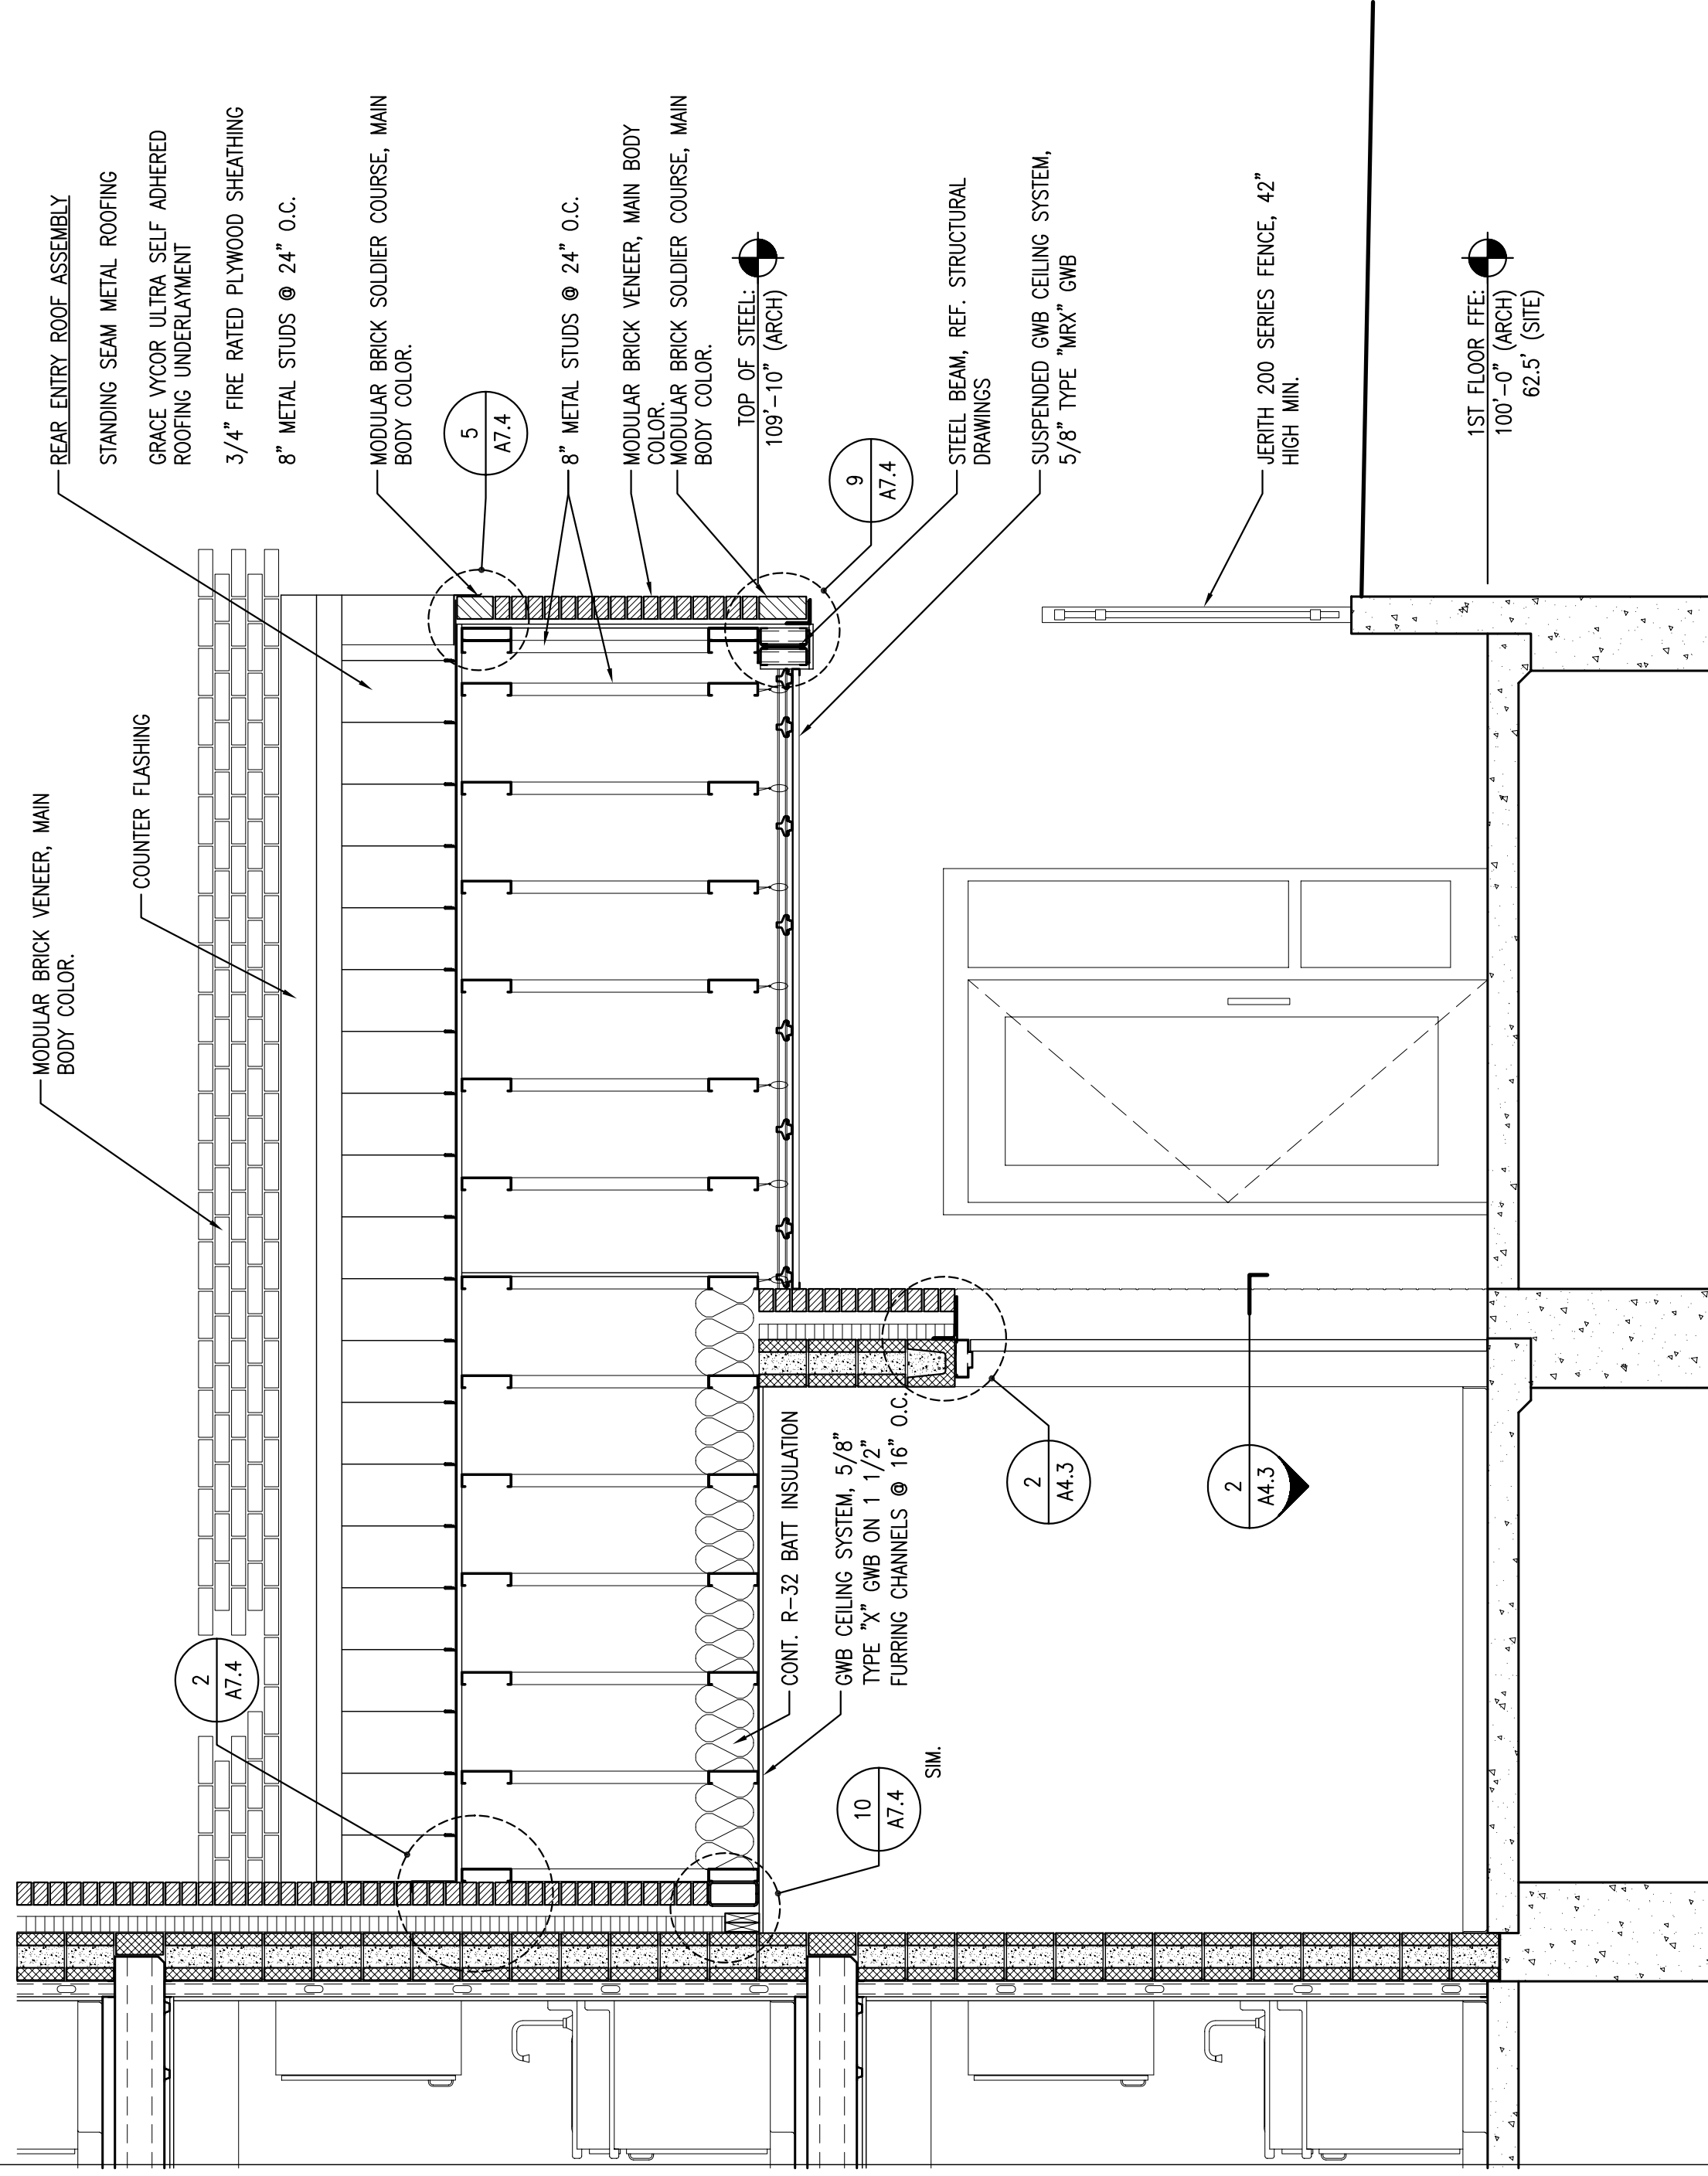 MODULAR BRICK VENEER, MAIN
BODY COLOR.
COUNTER FLASHING
REAR ENTRY ROOF ASSEMBLY
STANDING SEAM METAL ROOFING
GRACE VYCOR ULTRA SELF ADHERED
ROOFING UNDERLAYMENT
3/4" FIRE RATED PLYWOOD SHEATHING
8" METAL STUDS @ 24" O.C.
MODULAR BRICK SOLDIER COURSE, MAIN
BODY COLOR.
5
A7.4
8" METAL STUDS @ 24" O.C.
MODULAR BRICK VENEER, MAIN BODY
COLOR.
MODULAR BRICK SOLDIER COURSE, MAIN
BODY COLOR.
TOP OF STEEL:
109'-10" (ARCH)
9
A7.4
STEEL BEAM, REF. STRUCTURAL
DRAWINGS
SUSPENDED GWB CEILING SYSTEM,
5/8" TYPE "MRX" GWB
JERITH 200 SERIES FENCE, 42"
HIGH MIN.
1ST FLOOR FFE:
100'-0" (ARCH)
62.5' (SITE)
2
A7.4
CONT. R-32 BATT INSULATION
GWB CEILING SYSTEM, 5/8"
TYPE "X" GWB ON 1 1/2"
FURRING CHANNELS @ 16" O.C.
10
A7.4
SIM.
2
A4.3
2
A4.3